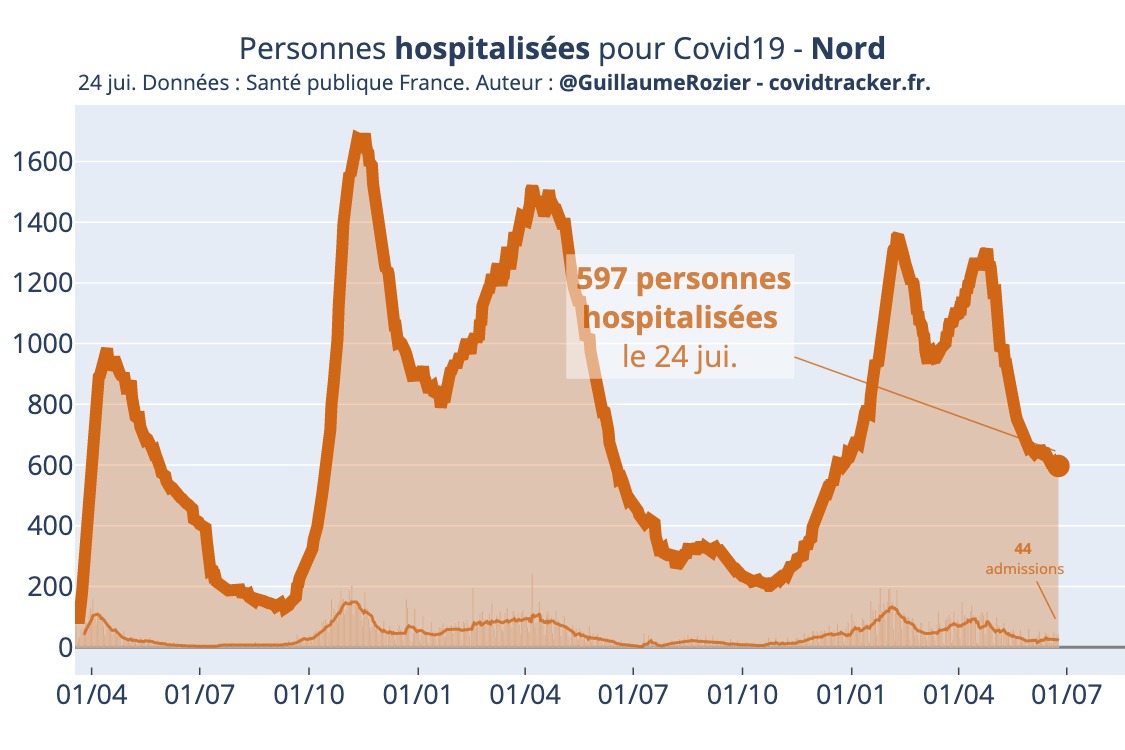 Personnes hospitalisées pour Covid19 - Nord
24 jui. Données : Santé publique France. Auteur : @GuillaumeRozier - covidtracker.fr.
1600
1400
1200
1000
800
600
400
200
0
597 personnes
hospitalisées
le 24 jui.
44
admissions
01/04 01/07 01/10 01/01 01/04 01/07 01/10 01/01 01/04 01/07